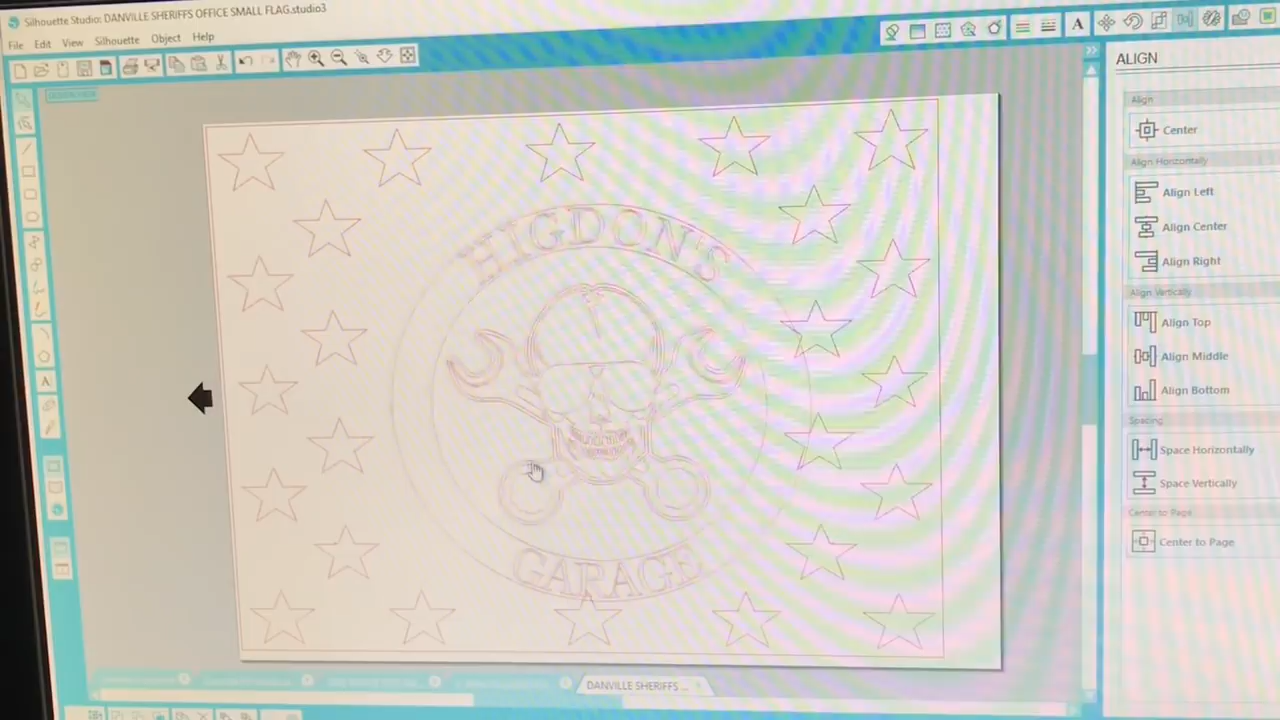 Silhouette Studio: DANVILLE SHERIFFS OFFICE SMALL FLAG.studio3
File Edit View Silhouette Object Help
ALIGN
Align
Center
Align Horizontally
Align Left
Align Center
Align Right
Align Vertically
Align Top
Align Middle
Align Bottom
Spacing
Space Horizontally
Space Vertically
Center to Page
Center to Page
HIGDON'S
GARAGE
DANVILLE SHERIFFS ...